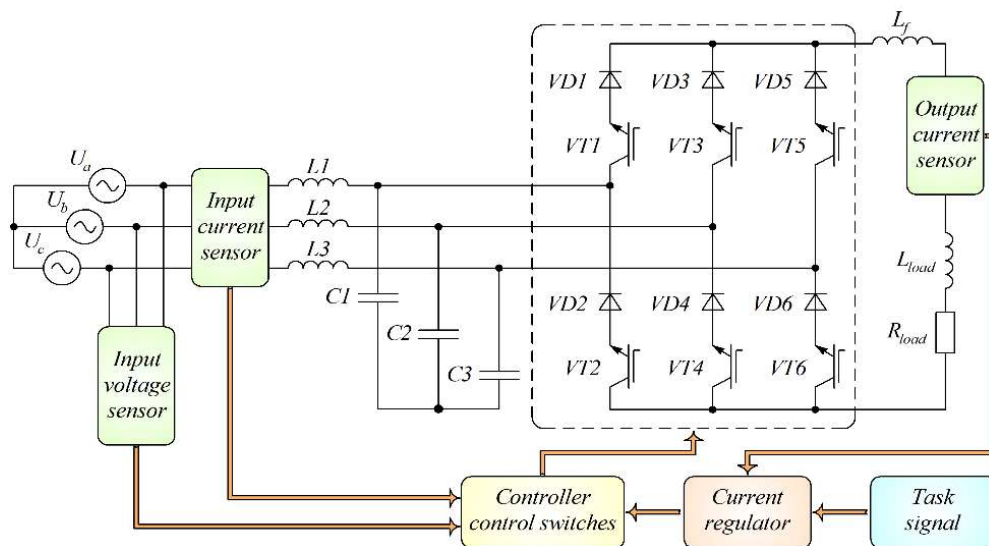 L_f
VD1 VD3 VD5
Output
current
sensor
VT1 VT3 VT5
U_a
U_b
U_c
Input
current
sensor
L1
L2
L3
C1
C2
C3
VD2 VD4 VD6
VT2 VT4 VT6
L_load
R_load
Input
voltage
sensor
Controller
control switches
Current
regulator
Task
signal